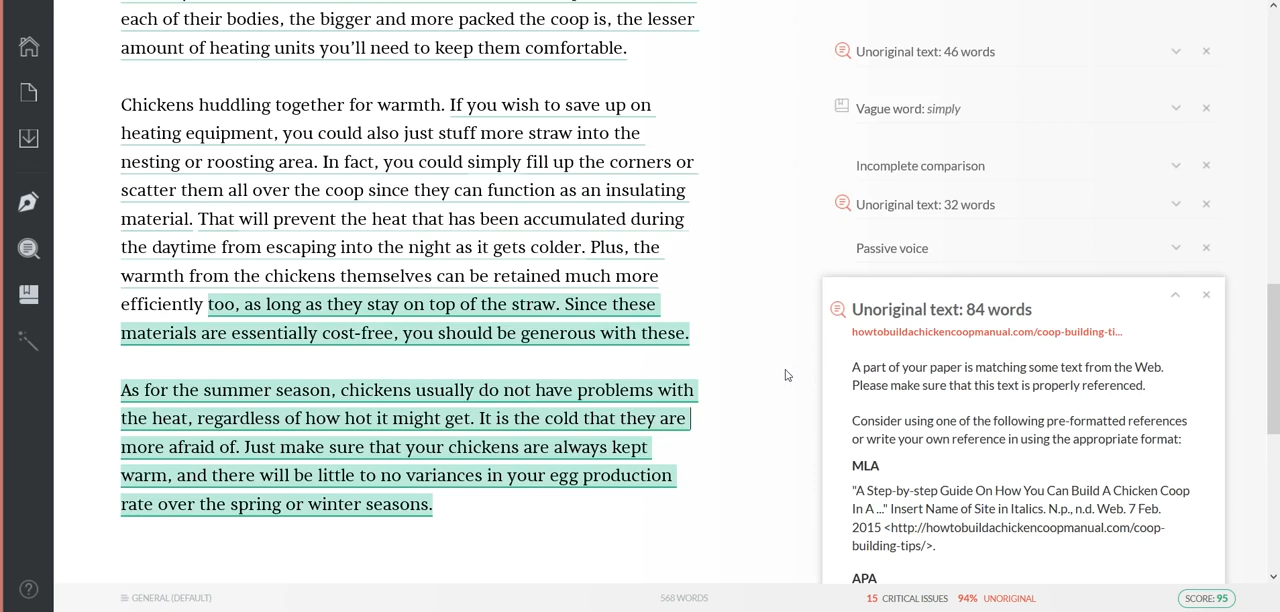 each of their bodies, the bigger and more packed the coop is, the lesser
amount of heating units you’ll need to keep them comfortable.
Chickens huddling together for warmth. If you wish to save up on
heating equipment, you could also just stuff more straw into the
nesting or roosting area. In fact, you could simply fill up the corners or
scatter them all over the coop since they can function as an insulating
material. That will prevent the heat that has been accumulated during
the daytime from escaping into the night as it gets colder. Plus, the
warmth from the chickens themselves can be retained much more
efficiently too, as long as they stay on top of the straw. Since these
materials are essentially cost-free, you should be generous with these.
As for the summer season, chickens usually do not have problems with
the heat, regardless of how hot it might get. It is the cold that they are
more afraid of. Just make sure that your chickens are always kept
warm, and there will be little to no variances in your egg production
rate over the spring or winter seasons.
Unoriginal text: 46 words
Vague word: simply
Incomplete comparison
Unoriginal text: 32 words
Passive voice
Unoriginal text: 84 words
howtobuildachickencoopmanual.com/coop-building-ti...
A part of your paper is matching some text from the Web.
Please make sure that this text is properly referenced.
Consider using one of the following pre-formatted references
or write your own reference in using the appropriate format:
MLA
"A Step-by-step Guide On How You Can Build A Chicken Coop
In A ..." Insert Name of Site in Italics. N.p., n.d. Web. 7 Feb.
2015 <http://howtobuildachickencoopmanual.com/coop-
building-tips/>.
APA
GENERAL (DEFAULT)
568 WORDS
15 CRITICAL ISSUES 94% UNORIGINAL
SCORE: 95